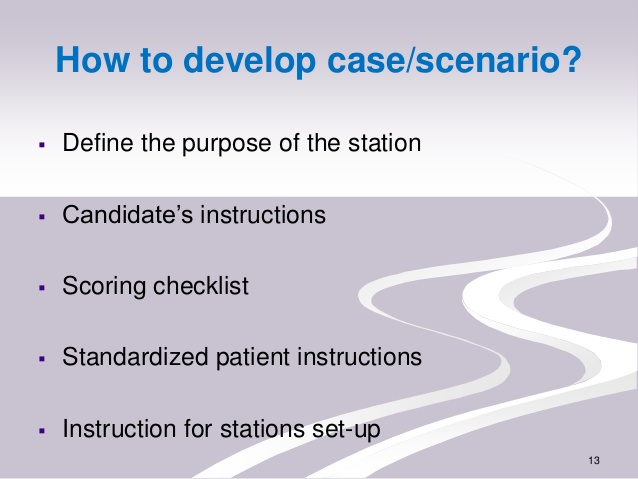 How to develop case/scenario?
▪ Define the purpose of the station
▪ Candidate’s instructions
▪ Scoring checklist
▪ Standardized patient instructions
▪ Instruction for stations set-up
13